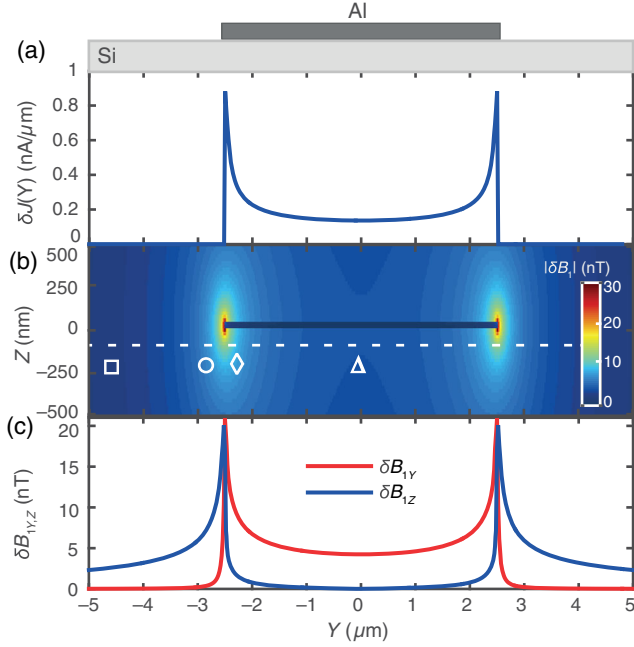 Al
(a)
Si
1
0.8
0.6
0.4
0.2
0
δJ(Y) (nA/µm)
(b)
500
250
0
−250
−500
Z (nm)
|δB₁| (nT)
30
20
10
0
(c)
20
15
10
5
0
δB₁Y,Z (nT)
δB₁Y
δB₁Z
−5 −4 −3 −2 −1 0 1 2 3 4 5
Y (µm)